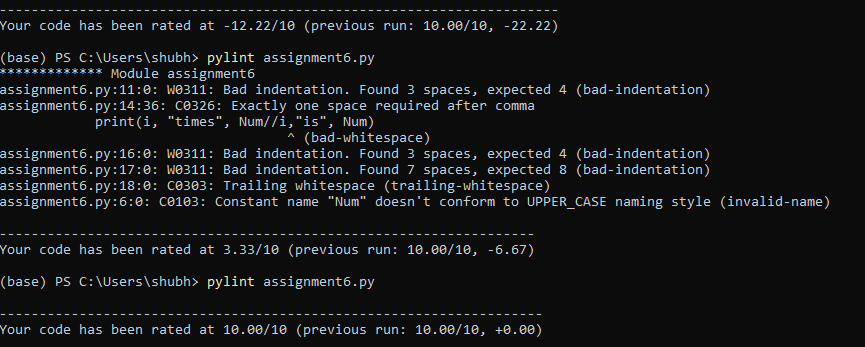 ----------------------------------------------------------------------
Your code has been rated at -12.22/10 (previous run: 10.00/10, -22.22)
(base) PS C:\Users\shubh> pylint assignment6.py
************* Module assignment6
assignment6.py:11:0: W0311: Bad indentation. Found 3 spaces, expected 4 (bad-indentation)
assignment6.py:14:36: C0326: Exactly one space required after comma
            print(i, "times", Num//i,"is", Num)
                                    ^ (bad-whitespace)
assignment6.py:16:0: W0311: Bad indentation. Found 3 spaces, expected 4 (bad-indentation)
assignment6.py:17:0: W0311: Bad indentation. Found 7 spaces, expected 8 (bad-indentation)
assignment6.py:18:0: C0303: Trailing whitespace (trailing-whitespace)
assignment6.py:6:0: C0103: Constant name "Num" doesn't conform to UPPER_CASE naming style (invalid-name)
-------------------------------------------------------------------
Your code has been rated at 3.33/10 (previous run: 10.00/10, -6.67)
(base) PS C:\Users\shubh> pylint assignment6.py
--------------------------------------------------------------------
Your code has been rated at 10.00/10 (previous run: 10.00/10, +0.00)